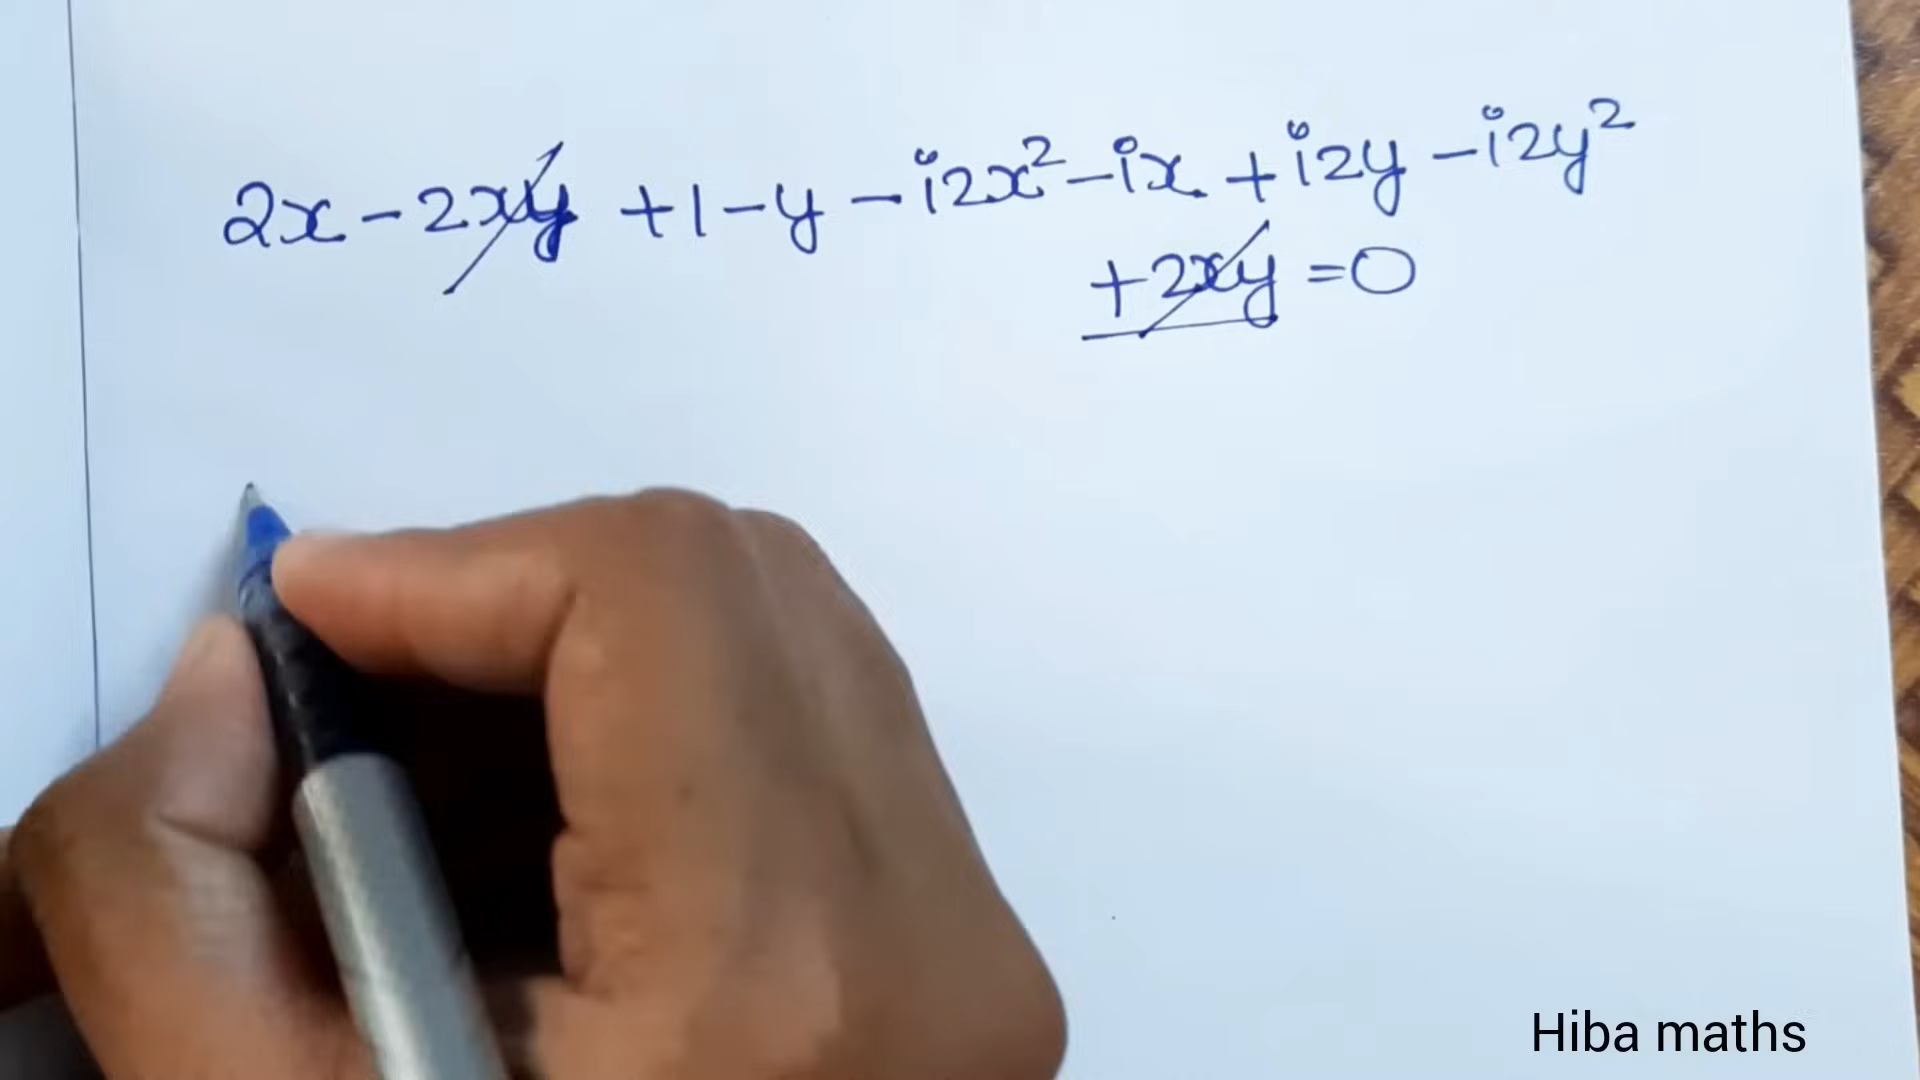 2x - 2xy + 1 - y - i2x² - ix + i2y - i2y²
+ 2xy = 0
Hiba maths